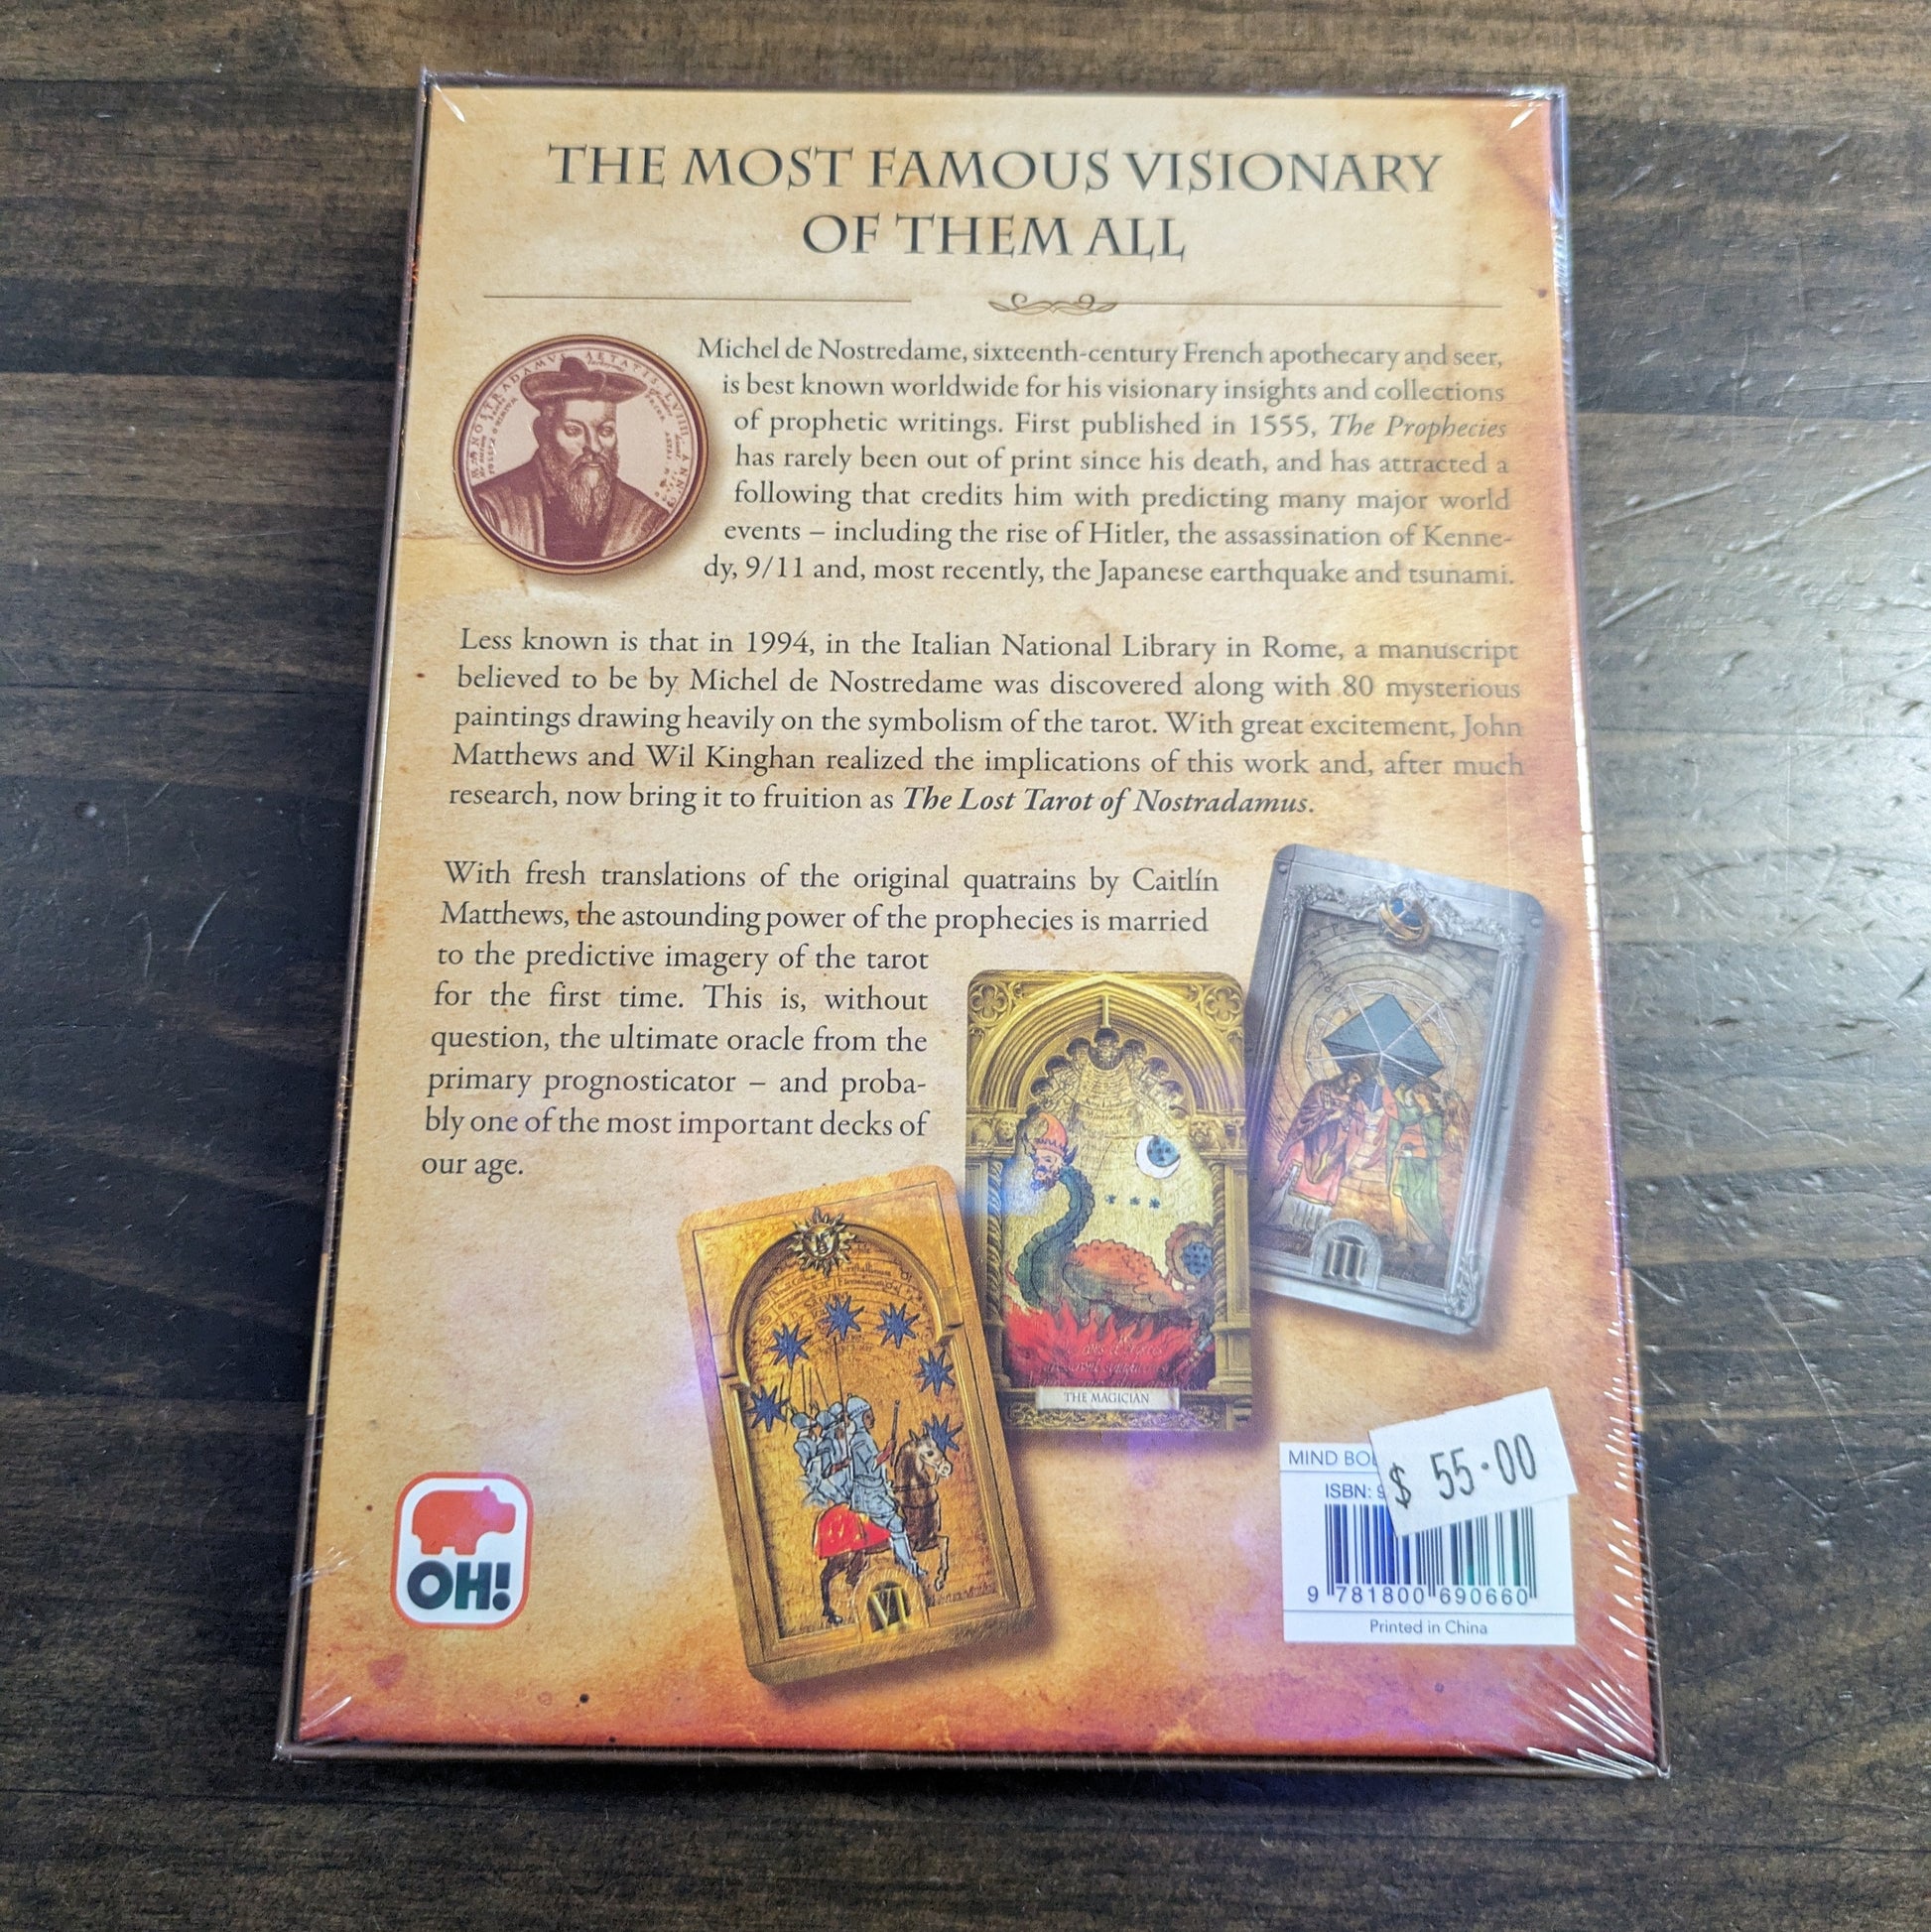 THE MOST FAMOUS VISIONARY
OF THEM ALL
Michel de Nostredame, sixteenth-century French apothecary and seer,
is best known worldwide for his visionary insights and collections
of prophetic writings. First published in 1555, The Prophecies
has rarely been out of print since his death, and has attracted a
following that credits him with predicting many major world
events – including the rise of Hitler, the assassination of Kenne-
dy, 9/11 and, most recently, the Japanese earthquake and tsunami.
Less known is that in 1994, in the Italian National Library in Rome, a manuscript
believed to be by Michel de Nostredame was discovered along with 80 mysterious
paintings drawing heavily on the symbolism of the tarot. With great excitement, John
Matthews and Wil Kinghan realized the implications of this work and, after much
research, now bring it to fruition as The Lost Tarot of Nostradamus.
With fresh translations of the original quatrains by Caitlín
Matthews, the astounding power of the prophecies is married
to the predictive imagery of the tarot
for the first time. This is, without
question, the ultimate oracle from the
primary prognosticator – and proba-
bly one of the most important decks of
our age.
III
THE MAGICIAN
VI
OH!
MIND
$ 55.00
ISBN: 9
9 781800 690660
Printed in China